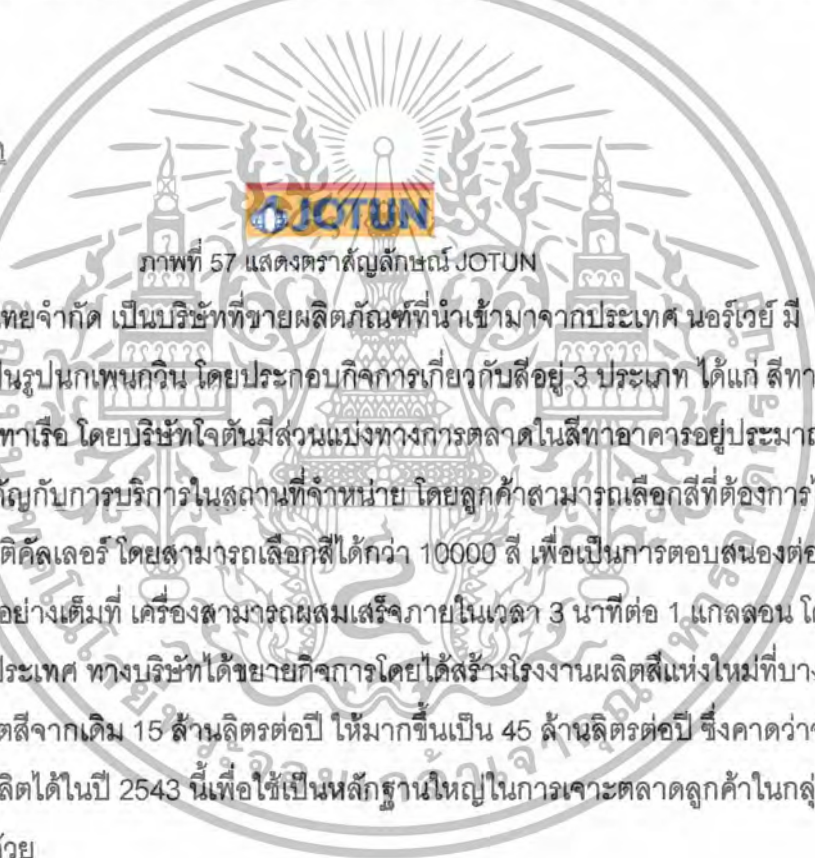 JOTUN
ภาพที่ 57 แสดงตราสัญลักษณ์ JOTUN
ทยจำกัด เป็นบริษัทที่ขายผลิตภัณฑ์ที่นำเข้ามาจากประเทศ นอร์เวย์ มี
ป็นรูปนกเพนกวิน โดยประกอบกิจการเกี่ยวกับสีอยู่ 3 ประเภท ได้แก่ สีทา
ทาเรือ โดยบริษัทโจตันมีส่วนแบ่งทางการตลาดในสีทาอาคารอยู่ประมาณ
คัญกับการบริการในสถานที่จำหน่าย โดยลูกค้าสามารถเลือกสีที่ต้องการ
ติคัลเลอร์ โดยสามารถเลือกสีได้กว่า 10000 สี เพื่อเป็นการตอบสนองต่อ
อย่างเต็มที่ เครื่องสามารถผสมเสร็จภายในเวลา 3 นาทีต่อ 1 แกลลอน โด
ประเทศ ทางบริษัทได้ขยายกิจการโดยได้สร้างโรงงานผลิตสีแห่งใหม่ที่บาง
ตสีจากเดิม 15 ล้านลิตรต่อปี ให้มากขึ้นเป็น 45 ล้านลิตรต่อปี ซึ่งคาดว่า
ลิตได้ในปี 2543 นี้เพื่อใช้เป็นหลักฐานใหญ่ในการเจาะตลาดลูกค้าในกลุ่
ด้วย